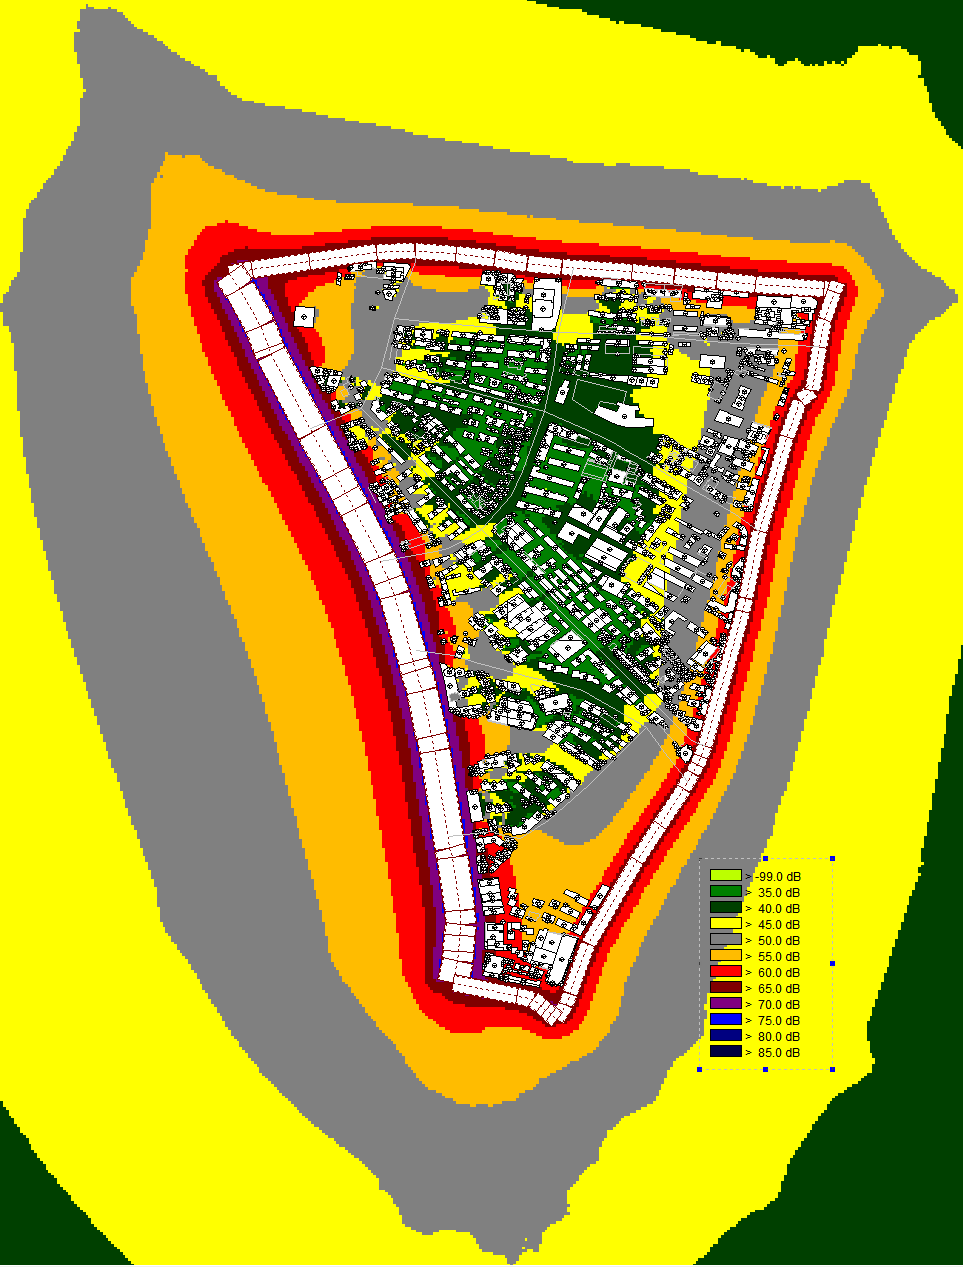 > -99.0 dB
> 35.0 dB
> 40.0 dB
> 45.0 dB
> 50.0 dB
> 55.0 dB
> 60.0 dB
> 65.0 dB
> 70.0 dB
> 75.0 dB
> 80.0 dB
> 85.0 dB